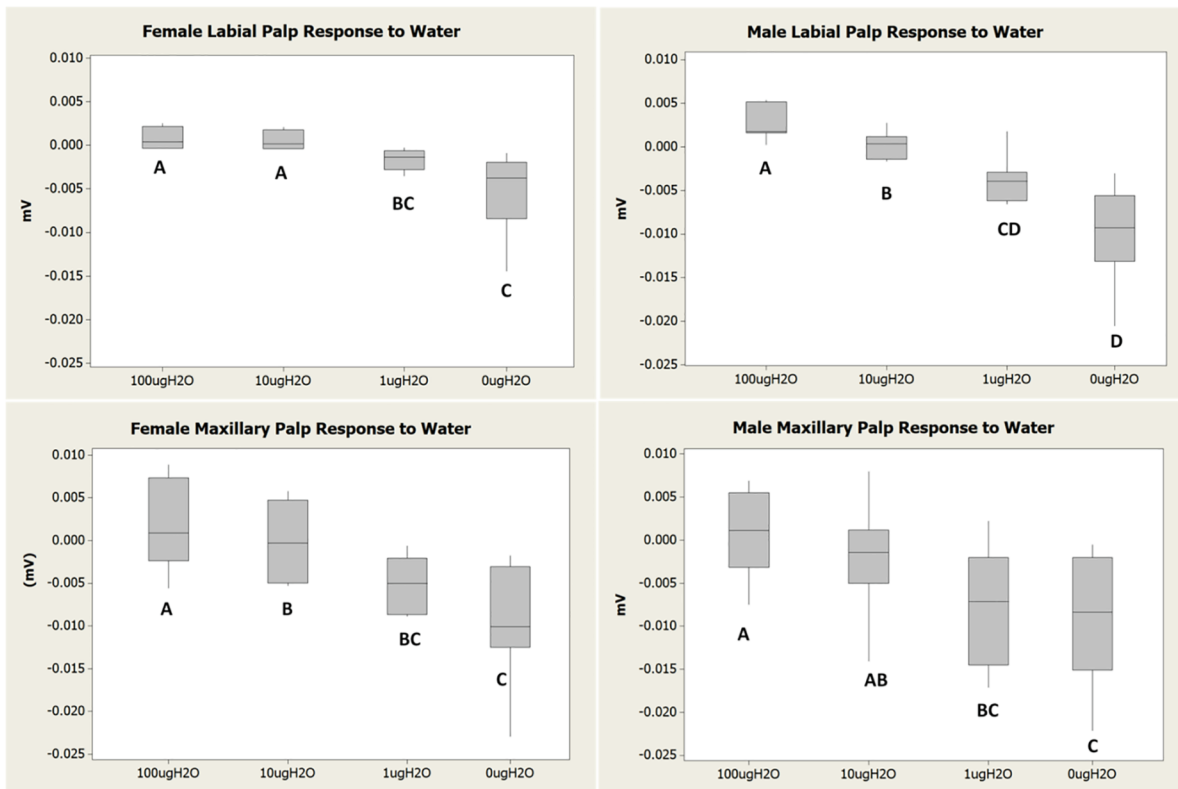 Female Labial Palp Response to Water
0.010
0.005
0.000
-0.005
-0.010
-0.015
-0.020
-0.025
mV
A
A
BC
C
100ugH2O 10ugH2O 1ugH2O 0ugH2O
Male Labial Palp Response to Water
0.010
0.005
0.000
-0.005
-0.010
-0.015
-0.020
-0.025
mV
A
B
CD
D
100ugH2O 10ugH2O 1ugH2O 0ugH2O
Female Maxillary Palp Response to Water
0.010
0.005
0.000
-0.005
-0.010
-0.015
-0.020
-0.025
(mV)
A
B
BC
C
100ugH2O 10ugH2O 1ugH2O 0ugH2O
Male Maxillary Palp Response to Water
0.010
0.005
0.000
-0.005
-0.010
-0.015
-0.020
-0.025
mV
A
AB
BC
C
100ugH2O 10ugH2O 1ugH2O 0ugH2O